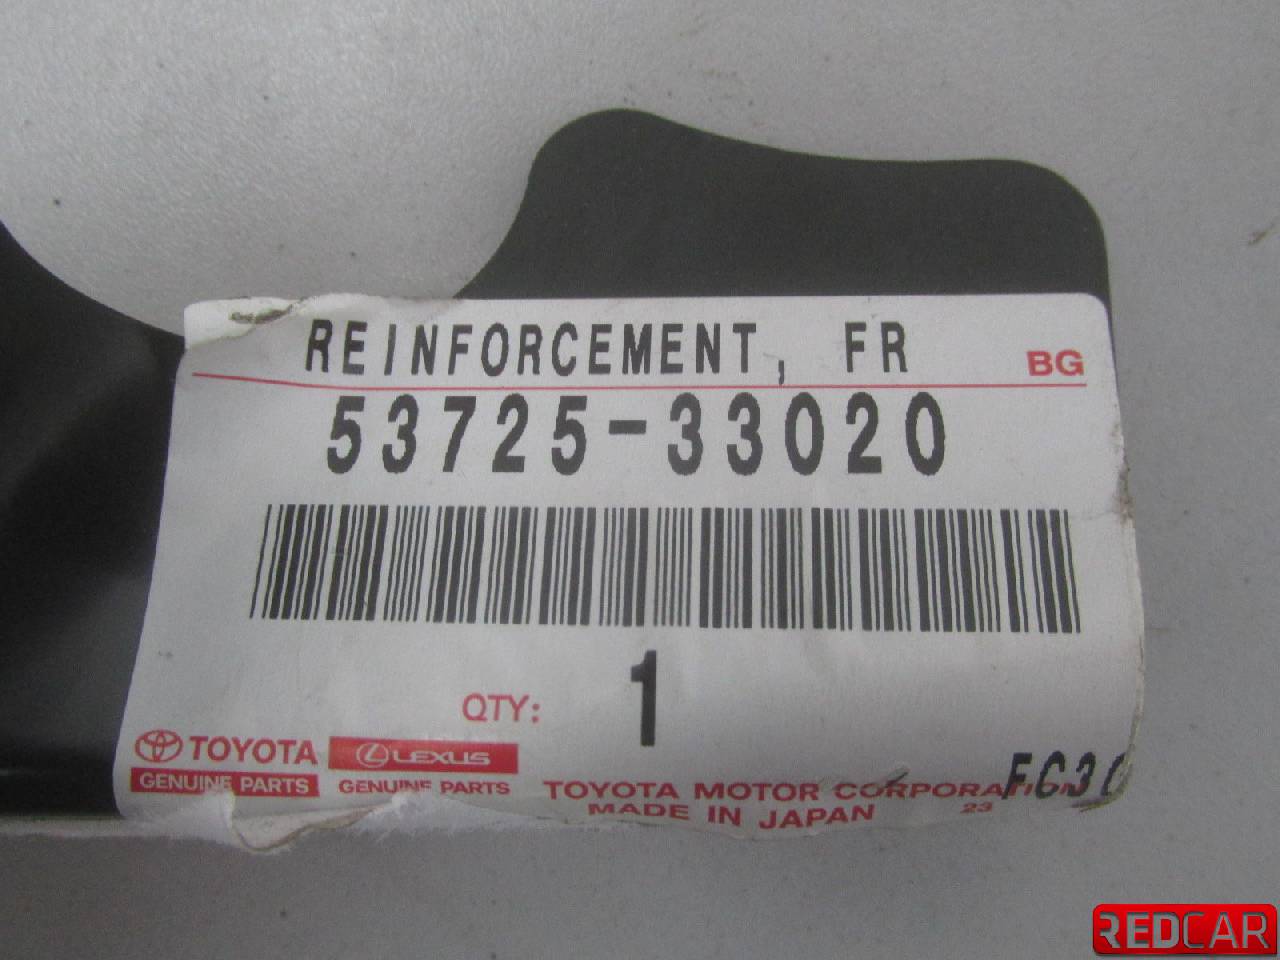 REINFORCEMENT, FR
BG
53725-33020
QTY: 1
TOYOTA
GENUINE PARTS
LEXUS
GENUINE PARTS
TOYOTA MOTOR CORPORATION
MADE IN JAPAN
23
REDCAR